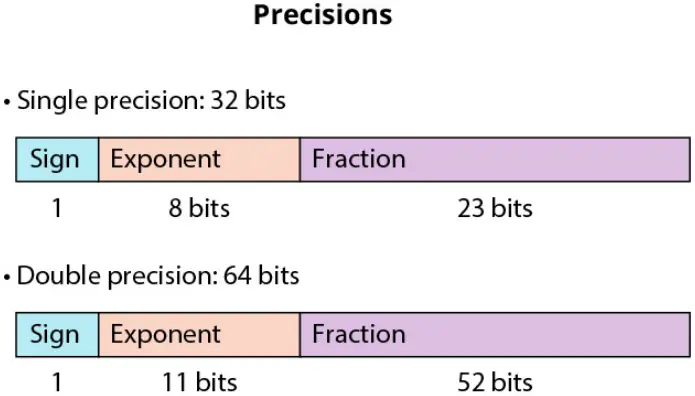 Precisions
• Single precision: 32 bits
Sign Exponent Fraction
1 8 bits 23 bits
• Double precision: 64 bits
Sign Exponent Fraction
1 11 bits 52 bits